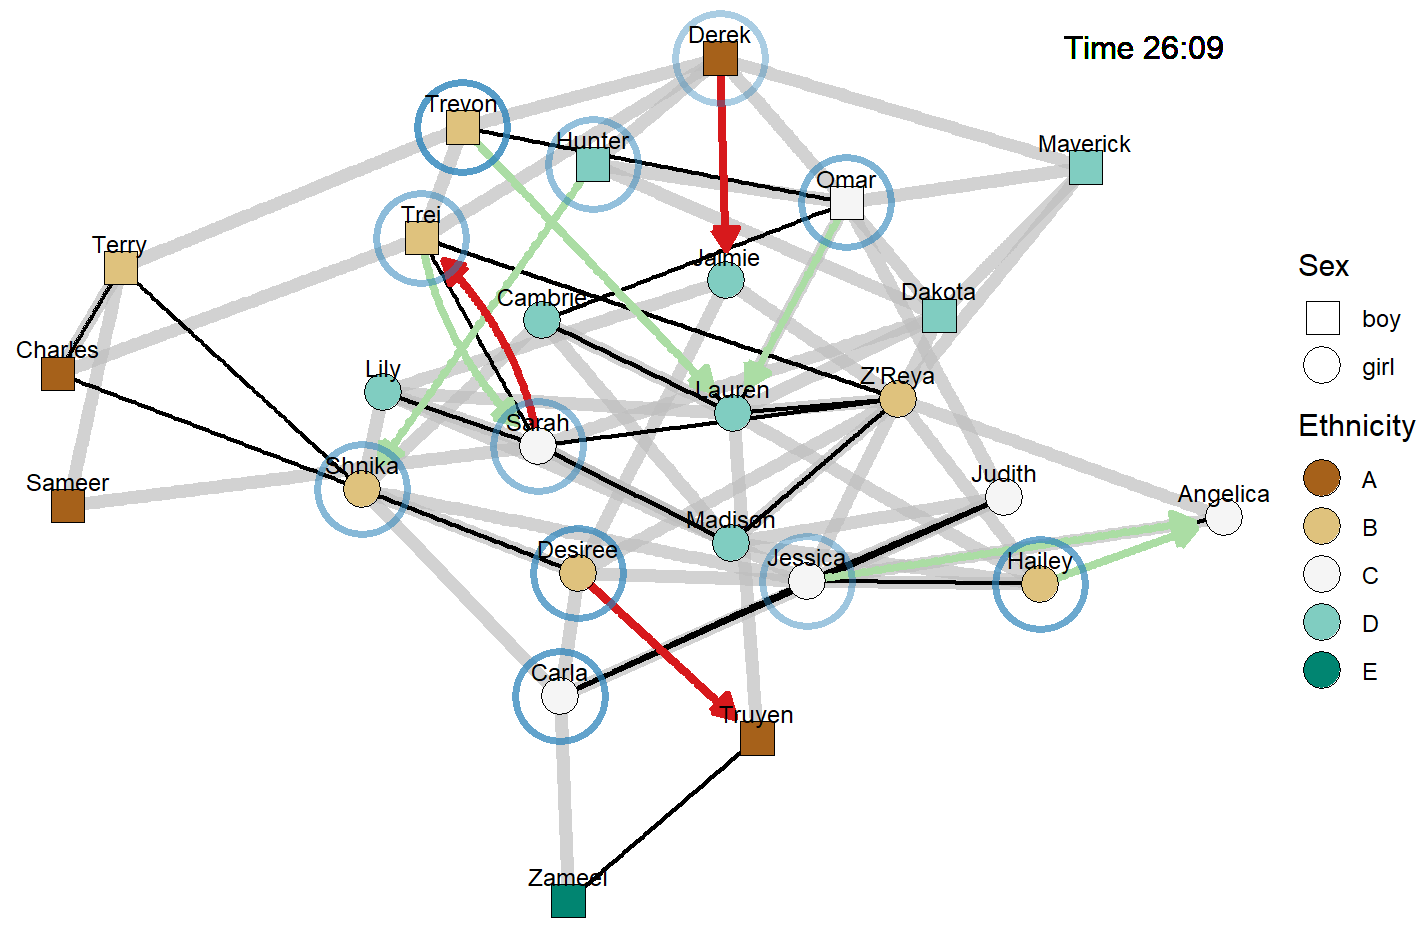 Derek
Time 26:09
Trevon
Hunter
Maverick
Omar
Trei
Terry
Jaimie
Dakota
Cambrie
Charles
Lily
Z'Reya
Lauren
Sarah
Shnika
Judith
Sameer
Angelica
Madison
Desiree
Jessica
Hailey
Carla
Truyen
Zameel
Sex
boy
girl
Ethnicity
A
B
C
D
E